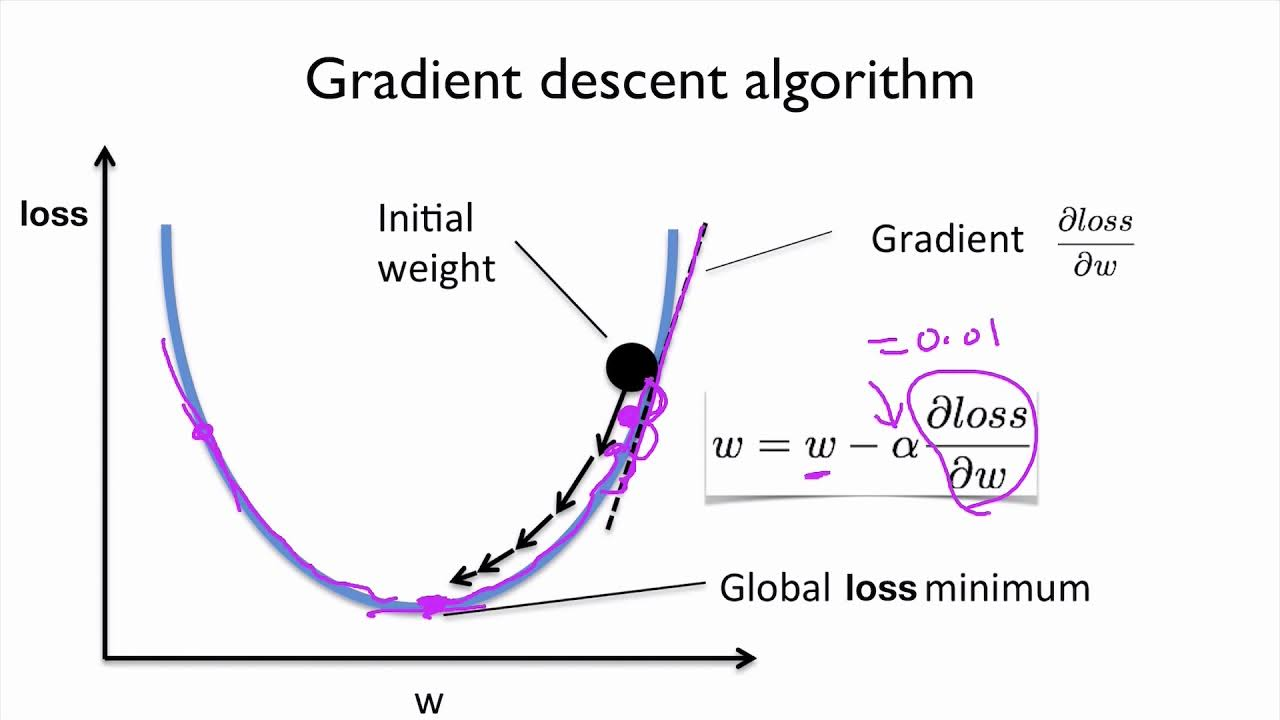 Gradient descent algorithm
loss
Initial
weight
Gradient ∂loss/∂w
=0.01
w = w − α ∂loss/∂w
Global loss minimum
w